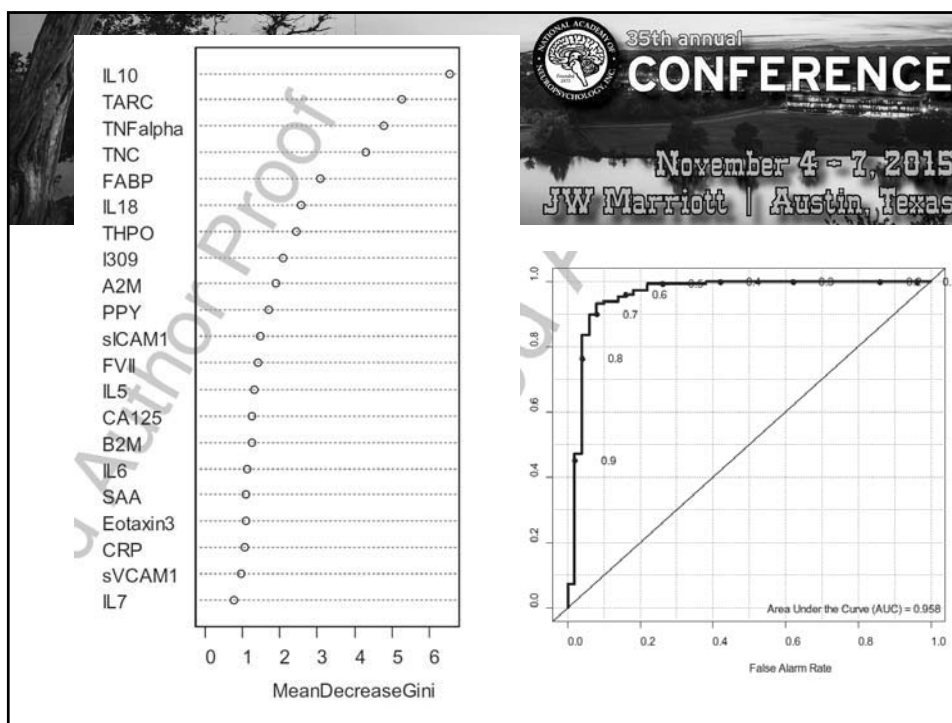 35th annual
CONFERENCE
NATIONAL ACADEMY OF NEUROPSYCHOLOGY, INC.
Founded 1975
November 4 - 7, 2015
JW Marriott | Austin, Texas
Author Proof
IL10
TARC
TNFalpha
TNC
FABP
IL18
THPO
I309
A2M
PPY
sICAM1
FVII
IL5
CA125
B2M
IL6
SAA
Eotaxin3
CRP
sVCAM1
IL7
0 1 2 3 4 5 6
MeanDecreaseGini
1.0
0.8
0.6
0.4
0.2
0.0
0.6
0.7
0.8
0.9
0.4
Area Under the Curve (AUC) = 0.958
0.0 0.2 0.4 0.6 0.8 1.0
False Alarm Rate